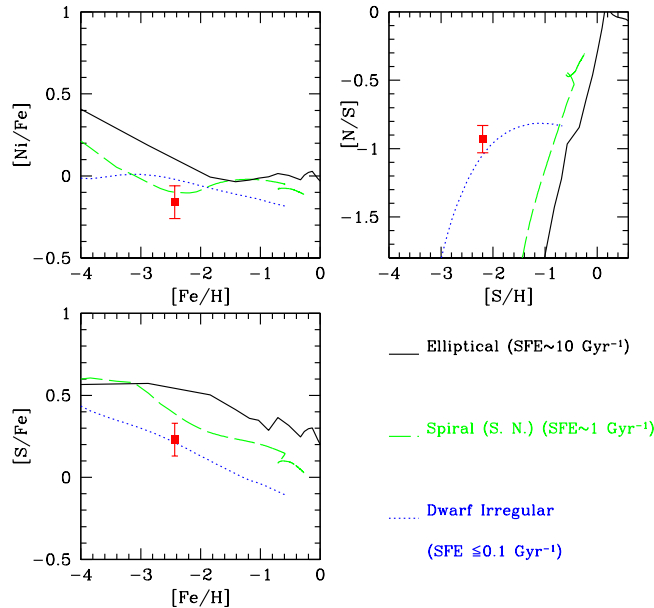 1
0.5
0
−0.5
[Ni/Fe]
−4
−3
−2
−1
0
[Fe/H]
0
−0.5
−1
−1.5
[N/S]
−3
−2
−1
0
[S/H]
1
0.5
0
−0.5
[S/Fe]
−4
−3
−2
−1
0
[Fe/H]
Elliptical (SFE~10 Gyr⁻¹)
Spiral (S. N.) (SFE~1 Gyr⁻¹)
Dwarf Irregular
(SFE ≦0.1 Gyr⁻¹)